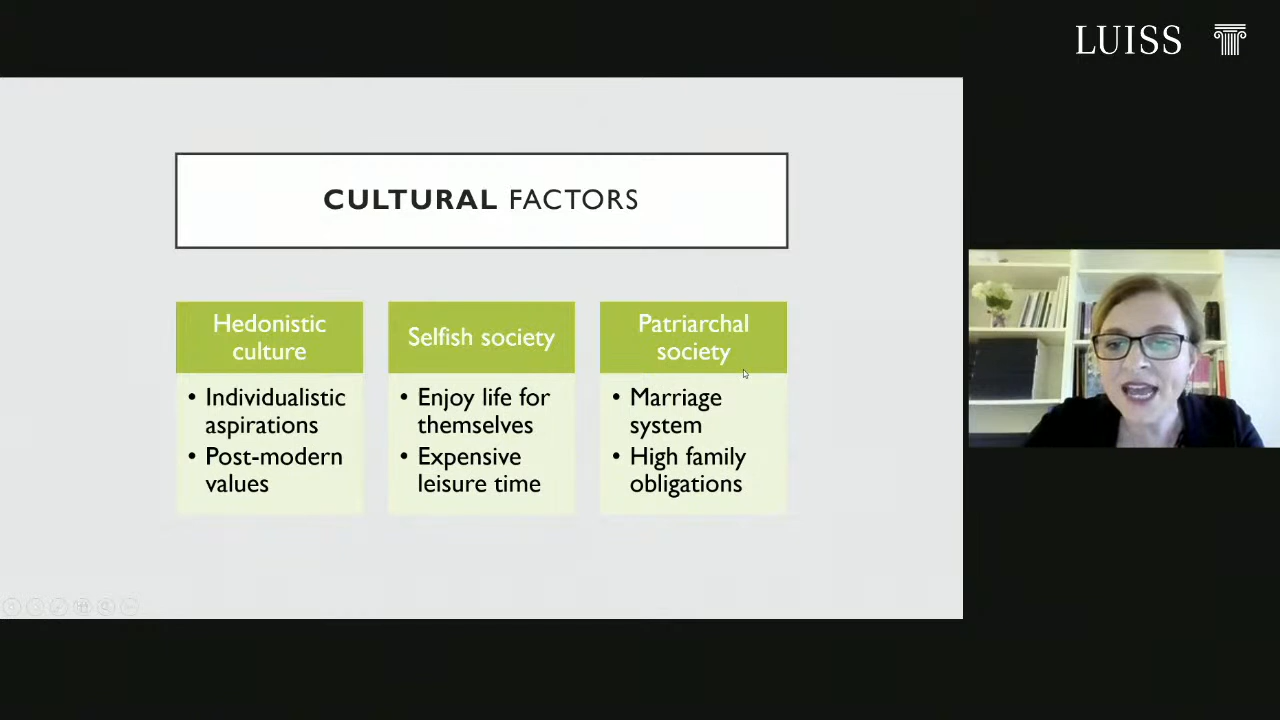 LUISS
CULTURAL FACTORS
Hedonistic
culture
• Individualistic
aspirations
• Post-modern
values
Selfish society
• Enjoy life for
themselves
• Expensive
leisure time
Patriarchal
society
• Marriage
system
• High family
obligations